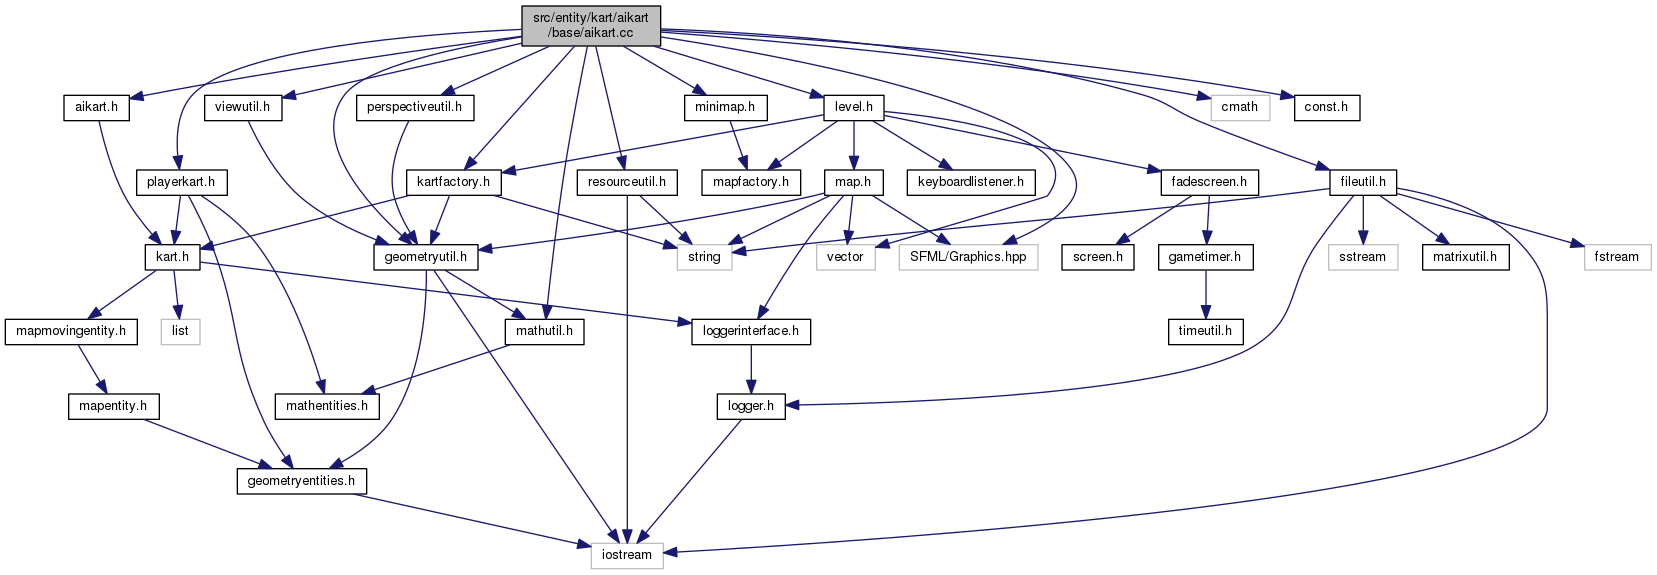 src/entity/kart/aikart
/base/aikart.cc
aikart.h
viewutil.h
perspectiveutil.h
minimap.h
level.h
cmath
const.h
playerkart.h
kartfactory.h
resourceutil.h
mapfactory.h
map.h
keyboardlistener.h
fadescreen.h
fileutil.h
kart.h
geometryutil.h
string
vector
SFML/Graphics.hpp
screen.h
gametimer.h
sstream
matrixutil.h
fstream
mapmovingentity.h
list
mathutil.h
loggerinterface.h
timeutil.h
mapentity.h
mathentities.h
logger.h
geometryentities.h
iostream